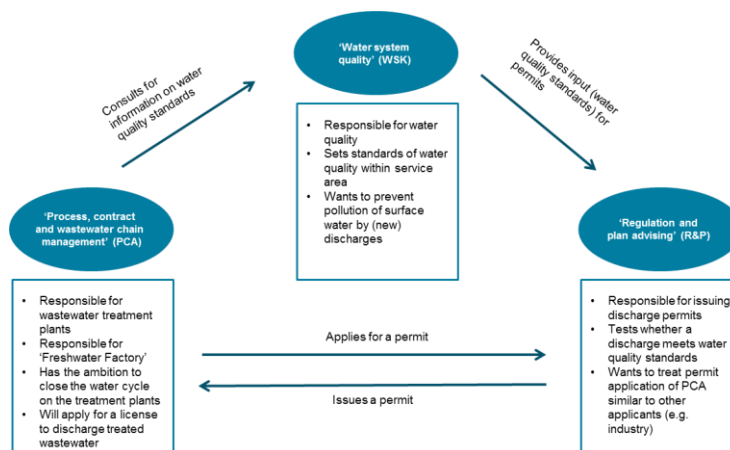 ‘Water system
quality’ (WSK)
Consults for
information on water
quality standards
Provides input (water
quality standards) for
permits
• Responsible for water
quality
• Sets standards of water
quality within service
area
• Wants to prevent
pollution of surface
water by (new)
discharges
‘Process, contract
and wastewater chain
management’ (PCA)
‘Regulation and
plan advising’ (R&P)
• Responsible for
wastewater treatment
plants
• Responsible for
‘Freshwater Factory’
• Has the ambition to
close the water cycle
on the treatment plants
• Will apply for a license
to discharge treated
wastewater
Applies for a permit
Issues a permit
• Responsible for issuing
discharge permits
• Tests whether a
discharge meets water
quality standards
• Wants to treat permit
application of PCA
similar to other
applicants (e.g.
industry)